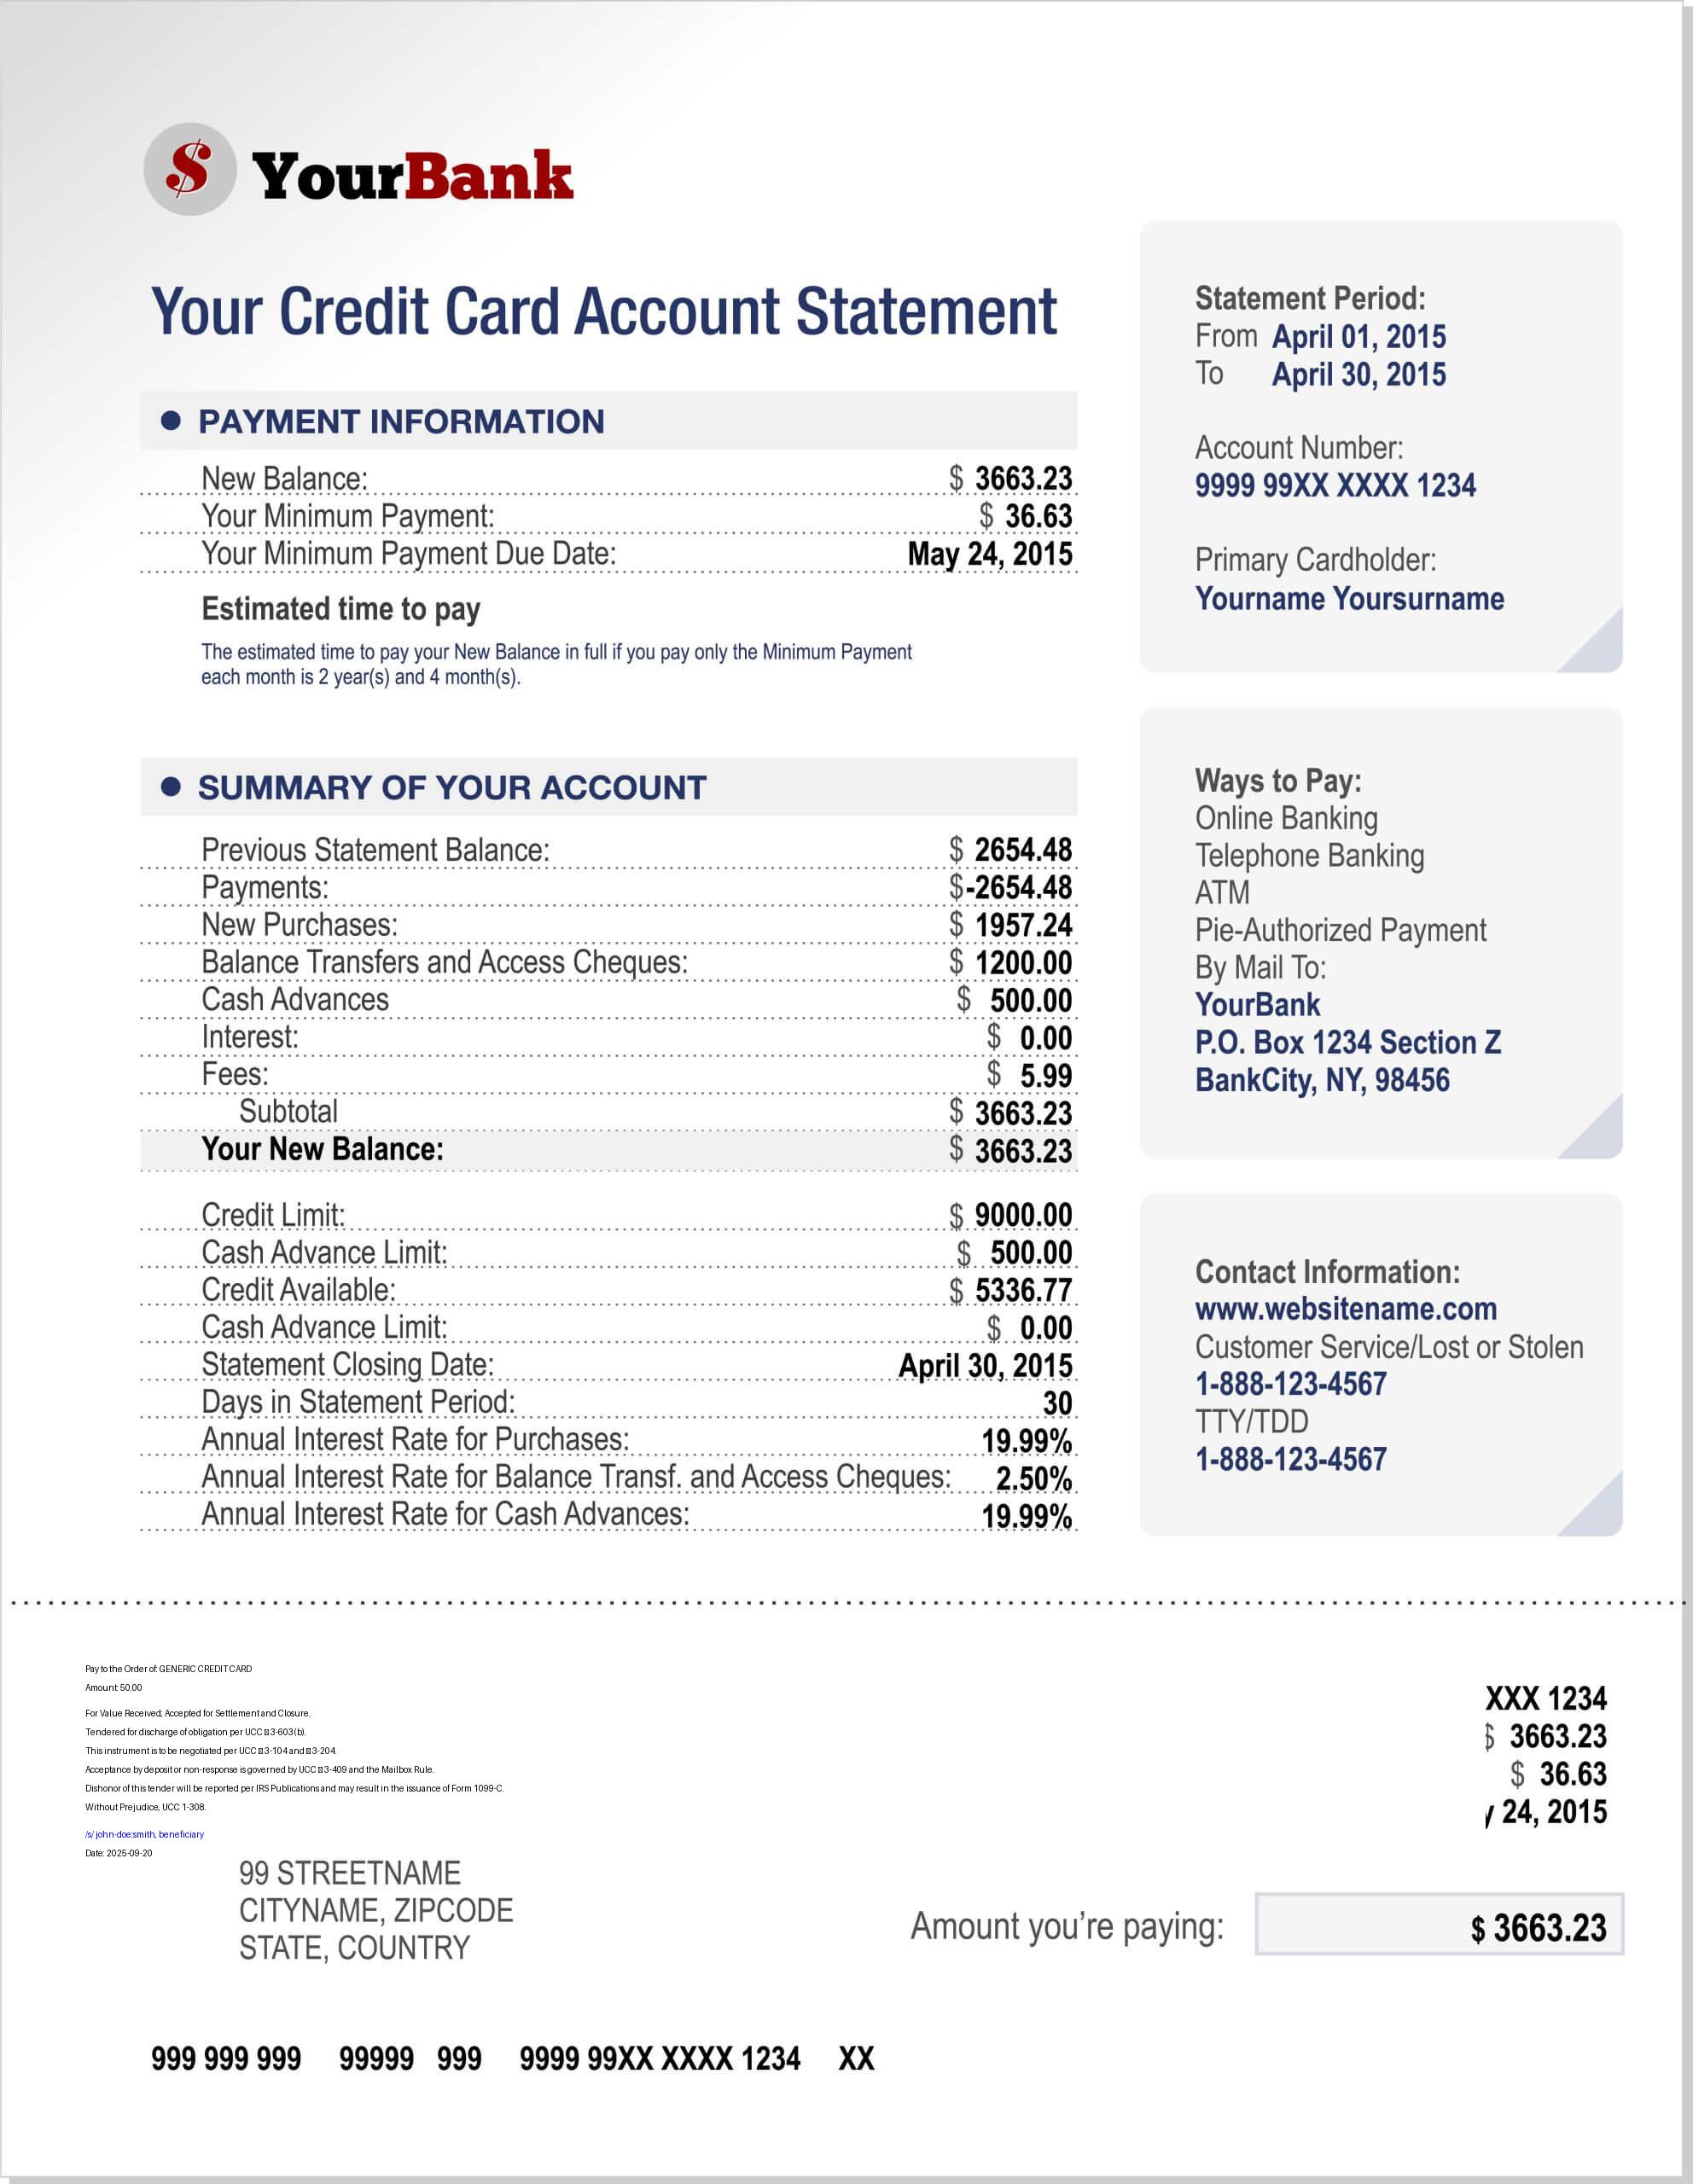 $ YourBank
Your Credit Card Account Statement
PAYMENT INFORMATION
New Balance: $ 3663.23
Your Minimum Payment: $ 36.63
Your Minimum Payment Due Date: May 24, 2015
Estimated time to pay
The estimated time to pay your New Balance in full if you pay only the Minimum Payment
each month is 2 year(s) and 4 month(s).
SUMMARY OF YOUR ACCOUNT
Previous Statement Balance: $ 2654.48
Payments: $-2654.48
New Purchases: $ 1957.24
Balance Transfers and Access Cheques: $ 1200.00
Cash Advances $ 500.00
Interest: $ 0.00
Fees: $ 5.99
Subtotal $ 3663.23
Your New Balance: $ 3663.23
Credit Limit: $ 9000.00
Cash Advance Limit: $ 500.00
Credit Available: $ 5336.77
Cash Advance Limit: $ 0.00
Statement Closing Date: April 30, 2015
Days in Statement Period: 30
Annual Interest Rate for Purchases: 19.99%
Annual Interest Rate for Balance Transf. and Access Cheques: 2.50%
Annual Interest Rate for Cash Advances: 19.99%
Statement Period:
From April 01, 2015
To April 30, 2015
Account Number:
9999 99XX XXXX 1234
Primary Cardholder:
Yourname Yoursurname
Ways to Pay:
Online Banking
Telephone Banking
ATM
Pie-Authorized Payment
By Mail To:
YourBank
P.O. Box 1234 Section Z
BankCity, NY, 98456
Contact Information:
www.websitename.com
Customer Service/Lost or Stolen
1-888-123-4567
TTY/TDD
1-888-123-4567
Pay to the Order of: GENERIC CREDIT CARD
Amount: 50.00
For Value Received; Accepted for Settlement and Closure.
Tendered for discharge of obligation per UCC 3-603(b).
This instrument is to be negotiated per UCC 3-104 and 3-204.
Acceptance by deposit or non-response is governed by UCC 3-409 and the Mailbox Rule.
Dishonor of this tender will be reported per IRS Publications and may result in the issuance of Form 1099-C.
Without Prejudice, UCC 1-308.
/s/ john-doe:smith, beneficiary
Date: 2025-09-20
XXX 1234
$ 3663.23
$ 36.63
y 24, 2015
99 STREETNAME
CITYNAME, ZIPCODE
STATE, COUNTRY
Amount you're paying: $ 3663.23
999 999 999 99999 999 9999 99XX XXXX 1234 XX